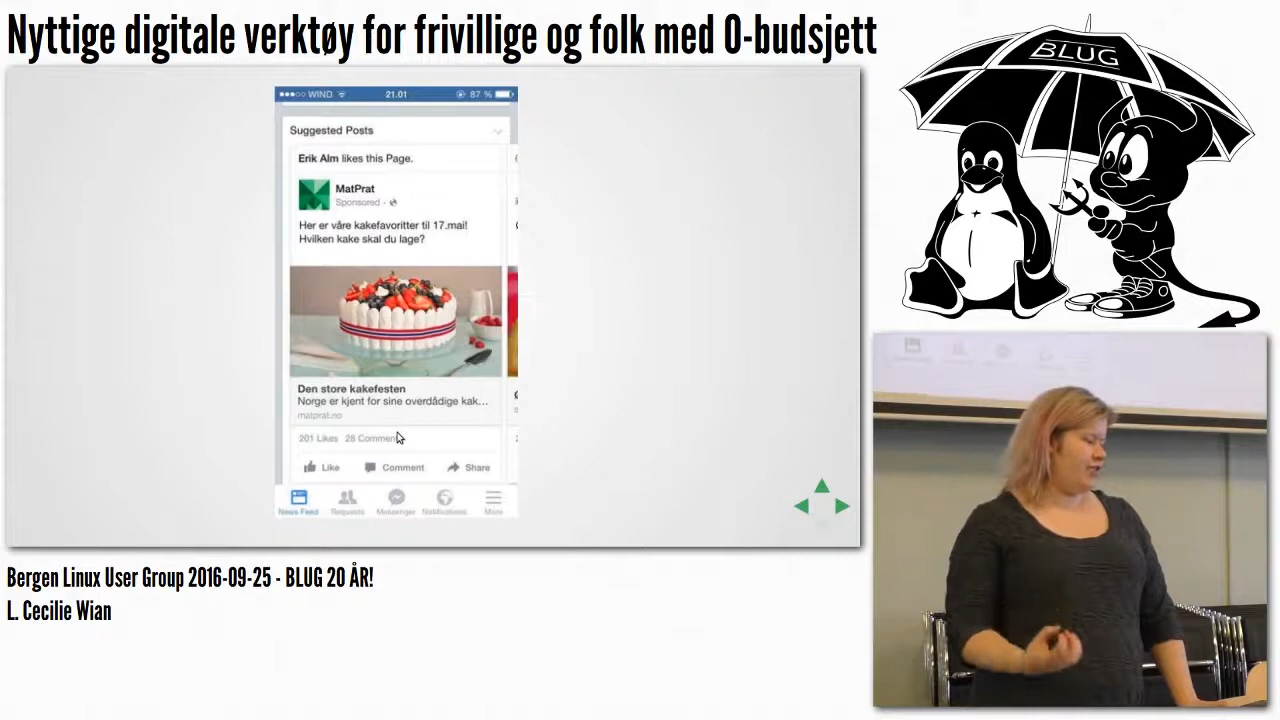 Nyttige digitale verktøy for frivillige og folk med 0-budsjett
BLUG
WIND 21.01 87 %
Suggested Posts
Erik Alm likes this Page.
MatPrat
Sponsored
Her er våre kakefavoritter til 17.mai!
Hvilken kake skal du lage?
Den store kakefesten
Norge er kjent for sine overdådige kak...
matprat.no
201 Likes 28 Commen
Like Comment Share
News Feed Requests Messenger Notifications More
Bergen Linux User Group 2016-09-25 - BLUG 20 ÅR!
L. Cecilie Wian